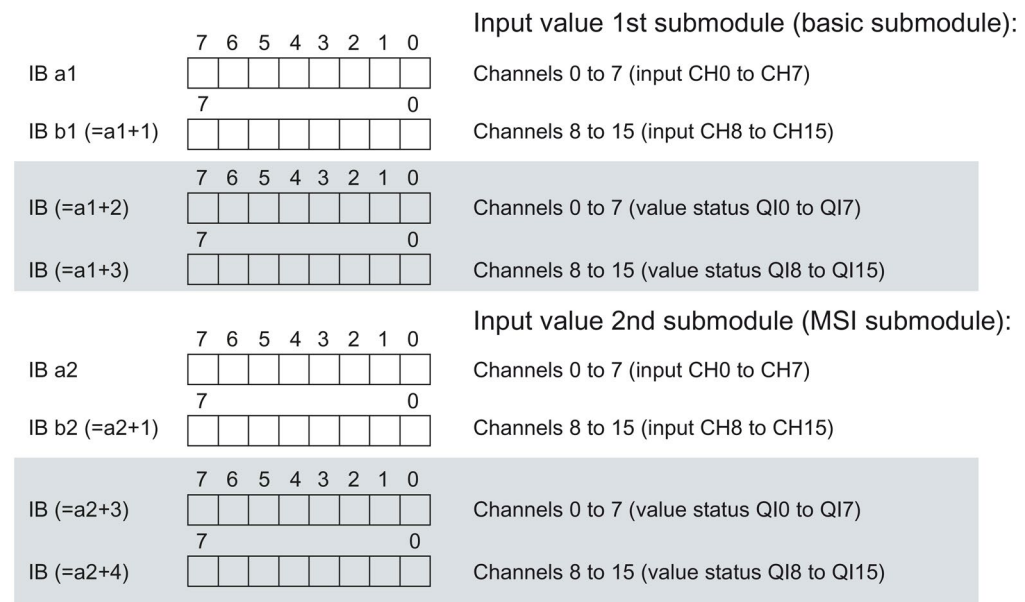 Input value 1st submodule (basic submodule):
7 6 5 4 3 2 1 0
IB a1 Channels 0 to 7 (input CH0 to CH7)
7 0
IB b1 (=a1+1) Channels 8 to 15 (input CH8 to CH15)
7 6 5 4 3 2 1 0
IB (=a1+2) Channels 0 to 7 (value status QI0 to QI7)
7 0
IB (=a1+3) Channels 8 to 15 (value status QI8 to QI15)
Input value 2nd submodule (MSI submodule):
7 6 5 4 3 2 1 0
IB a2 Channels 0 to 7 (input CH0 to CH7)
7 0
IB b2 (=a2+1) Channels 8 to 15 (input CH8 to CH15)
7 6 5 4 3 2 1 0
IB (=a2+3) Channels 0 to 7 (value status QI0 to QI7)
7 0
IB (=a2+4) Channels 8 to 15 (value status QI8 to QI15)